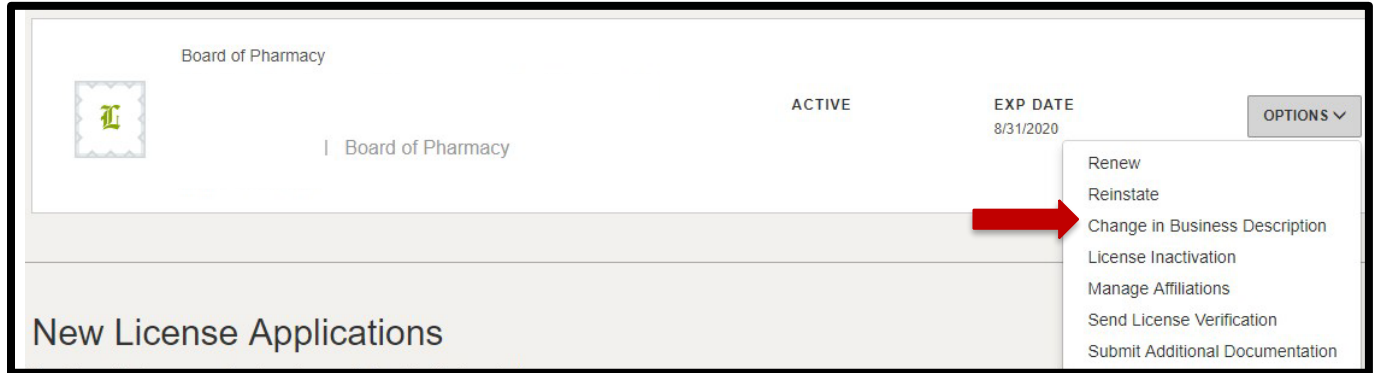 Board of Pharmacy
L
ACTIVE
EXP DATE
8/31/2020
OPTIONS
| Board of Pharmacy
Renew
Reinstate
Change in Business Description
License Inactivation
Manage Affiliations
Send License Verification
Submit Additional Documentation
New License Applications